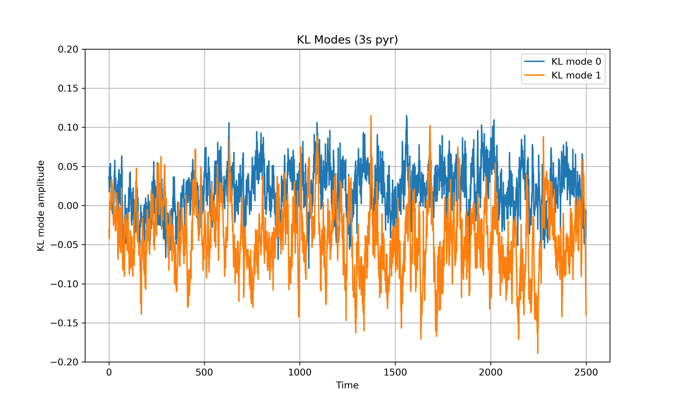 KL Modes (3s pyr)
KL mode 0
KL mode 1
0.20
0.15
0.10
0.05
0.00
−0.05
−0.10
−0.15
−0.20
KL mode amplitude
0 500 1000 1500 2000 2500
Time